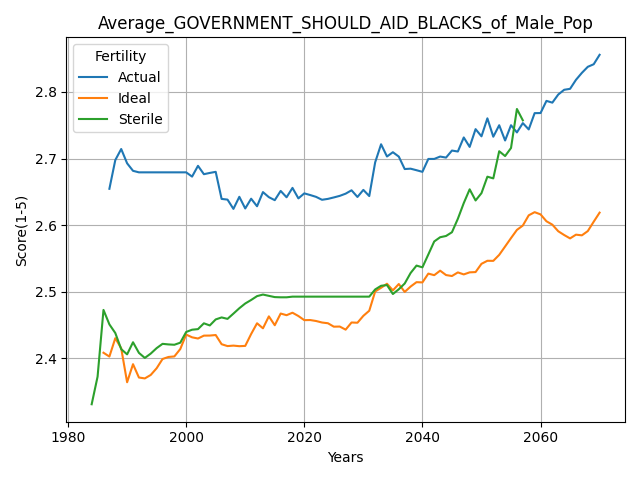 Average_GOVERNMENT_SHOULD_AID_BLACKS_of_Male_Pop
Fertility
Actual
Ideal
Sterile
Score(1-5)
2.8
2.7
2.6
2.5
2.4
1980 2000 2020 2040 2060
Years